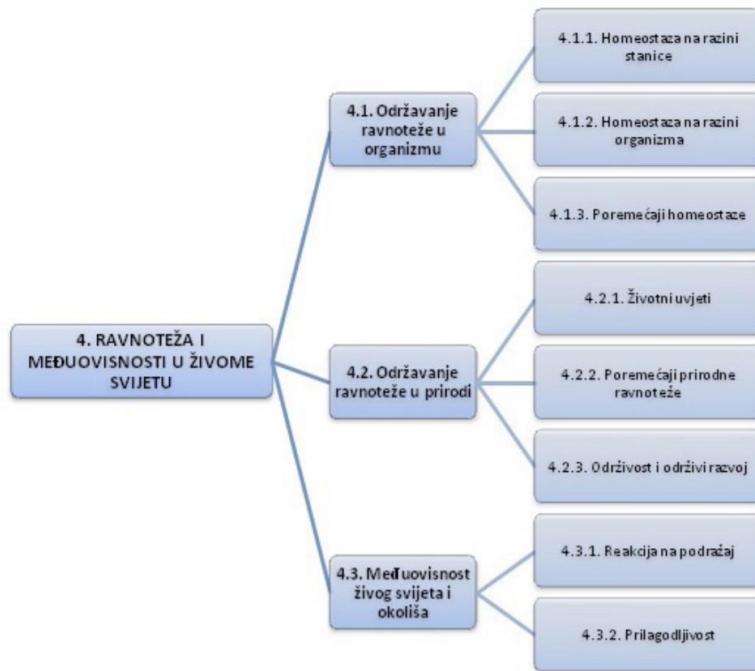 4. RAVNOTEŽA I
MEĐUOVISNOSTI U ŽIVOME
SVIJETU
4.1. Održavanje
ravnoteže u
organizmu
4.1.1. Homeostaza na razini
stanice
4.1.2. Homeostaza na razini
organizma
4.1.3. Poremećaji homeostaze
4.2. Održavanje
ravnoteže u prirodi
4.2.1. Životni uvjeti
4.2.2. Poremećaji prirodne
ravnoteže
4.2.3. Održivost i održivi razvoj
4.3. Međuovisnost
živog svijeta i
okoliša
4.3.1. Reakcija na podražaj
4.3.2. Prilagodljivost